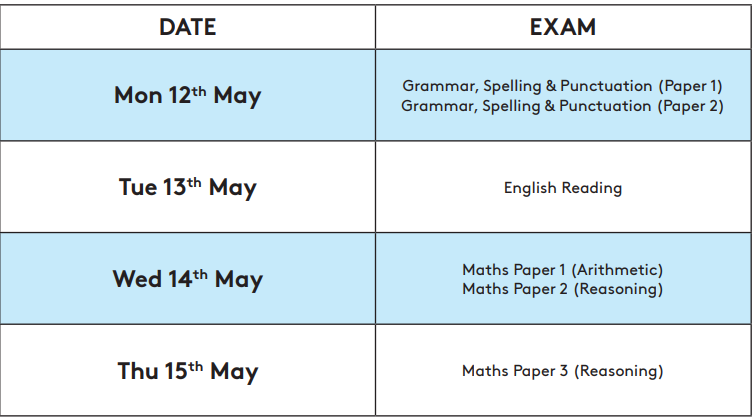 DATE EXAM
Mon 12th May
Grammar, Spelling & Punctuation (Paper 1)
Grammar, Spelling & Punctuation (Paper 2)
Tue 13th May
English Reading
Wed 14th May
Maths Paper 1 (Arithmetic)
Maths Paper 2 (Reasoning)
Thu 15th May
Maths Paper 3 (Reasoning)